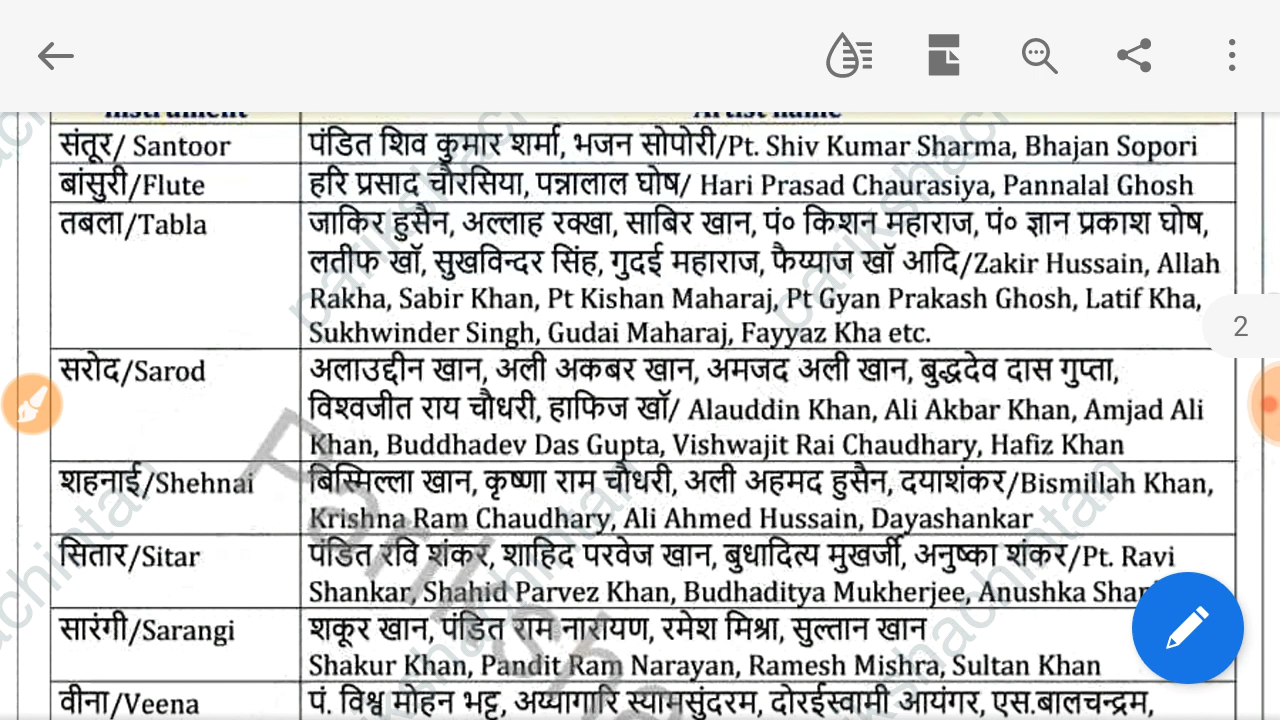 Instrument Artist name
संतूर/ Santoor पंडित शिव कुमार शर्मा, भजन सोपोरी/Pt. Shiv Kumar Sharma, Bhajan Sopori
बांसुरी/Flute हरि प्रसाद चौरसिया, पन्नालाल घोष/ Hari Prasad Chaurasiya, Pannalal Ghosh
तबला/Tabla जाकिर हुसैन, अल्लाह रक्खा, साबिर खान, पं० किशन महाराज, पं० ज्ञान प्रकाश घोष,
लतीफ खॉ, सुखविन्दर सिंह, गुदई महाराज, फैय्याज खॉ आदि/Zakir Hussain, Allah
Rakha, Sabir Khan, Pt Kishan Maharaj, Pt Gyan Prakash Ghosh, Latif Kha,
Sukhwinder Singh, Gudai Maharaj, Fayyaz Kha etc.
2
सरोद/Sarod अलाउद्दीन खान, अली अकबर खान, अमजद अली खान, बुद्धदेव दास गुप्ता,
विश्वजीत राय चौधरी, हाफिज खॉ/ Alauddin Khan, Ali Akbar Khan, Amjad Ali
Khan, Buddhadev Das Gupta, Vishwajit Rai Chaudhary, Hafiz Khan
शहनाई/Shehnai बिस्मिल्ला खान, कृष्णा राम चौधरी, अली अहमद हुसैन, दयाशंकर/Bismillah Khan,
Krishna Ram Chaudhary, Ali Ahmed Hussain, Dayashankar
सितार/Sitar पंडित रवि शंकर, शाहिद परवेज खान, बुधादित्य मुखर्जी, अनुष्का शंकर/Pt. Ravi
Shankar, Shahid Parvez Khan, Budhaditya Mukherjee, Anushka
सारंगी/Sarangi शकूर खान, पंडित राम नारायण, रमेश मिश्रा, सुल्तान खान
Shakur Khan, Pandit Ram Narayan, Ramesh Mishra, Sultan Khan
वीना/Veena पं. विश्व मोहन भट्ट, अय्यागारि स्यामसुंदरम, दोरईस्वामी आयंगर, एस.बालचन्द्रम,